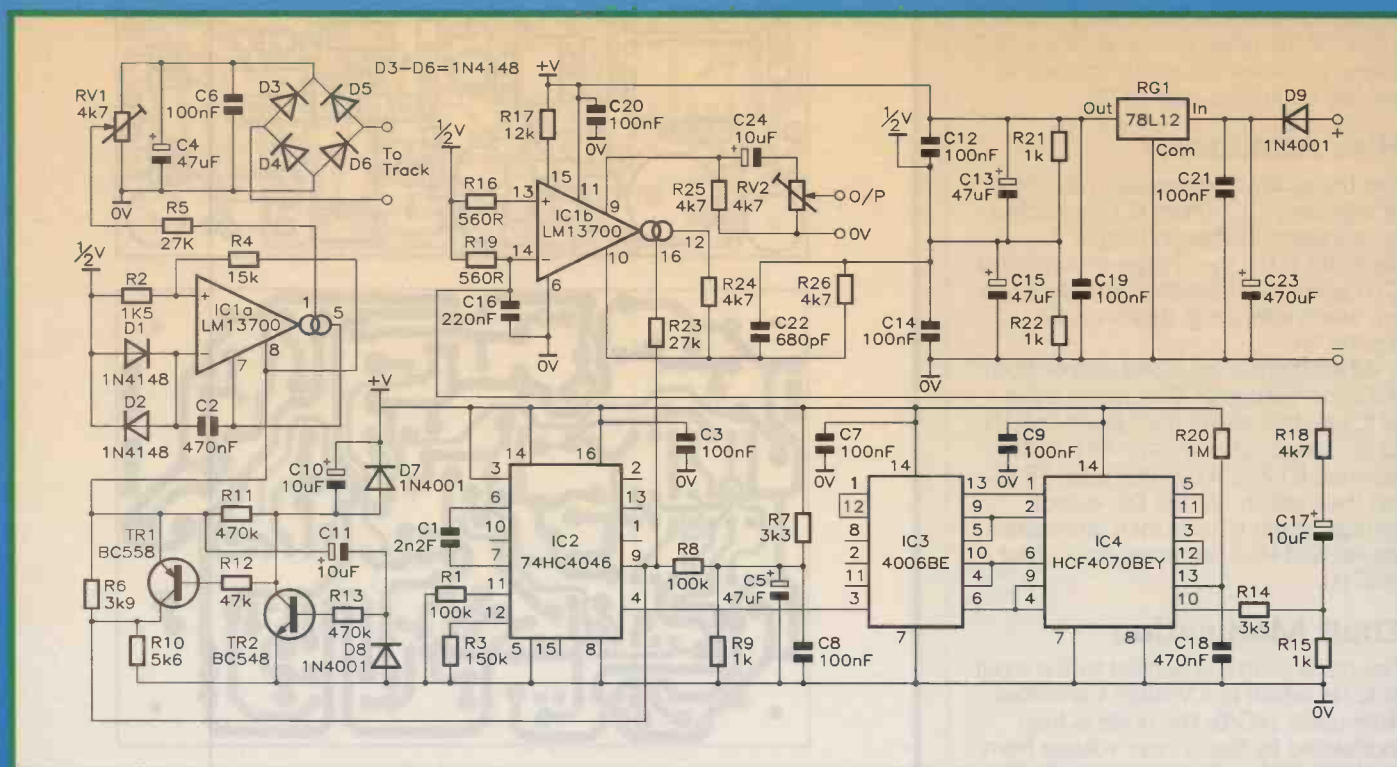 RV1
4k7
C6
100nF
C4
47uF
0V
D3
D5
D4
D6
D3-D6=1N4148
To
Track
R5
27K
R4
15k
½V
R2
1K5
D1
1N4148
D2
1N4148
IC1a
LM13700
+
−
1
5
8
7
C2
470nF
+V
R17
12k
C20
100nF
0V
½V
R16
560R
R19
560R
C16
220nF
13
14
15
11
9
IC1b
LM13700
+
−
10
6
0V
12
16
R25
4k7
C24
10uF
RV2
4k7
O/P
0V
R24
4k7
R26
4k7
C22
680pF
R23
27k
½V
C12
100nF
C13
47uF
R21
1k
C15
47uF
R22
1k
C14
100nF
0V
C19
100nF
RG1
78L12
Out
In
Com
D9
1N4001
+
−
C21
100nF
C23
470uF
+V
C10
10uF
D7
1N4001
R11
470k
C11
10uF
TR1
BC558
R6
3k9
R12
47k
R10
5k6
TR2
BC548
R13
470k
D8
1N4001
C1
2n2F
R1
100k
R3
150k
14
16
3
6
10
7
11
12
5
15
8
2
13
1
9
4
IC2
74HC4046
C3
100nF
0V
R8
100k
R7
3k3
C5
47uF
R9
1k
C8
100nF
C7
100nF
0V
14
1
12
8
2
11
3
13
9
5
10
4
6
7
IC3
4006BE
C9
100nF
0V
14
1
2
6
9
4
5
11
3
12
13
10
7
8
IC4
HCF4070BEY
R20
1M
R18
4k7
C17
10uF
R14
3k3
C18
470nF
R15
1k
0V